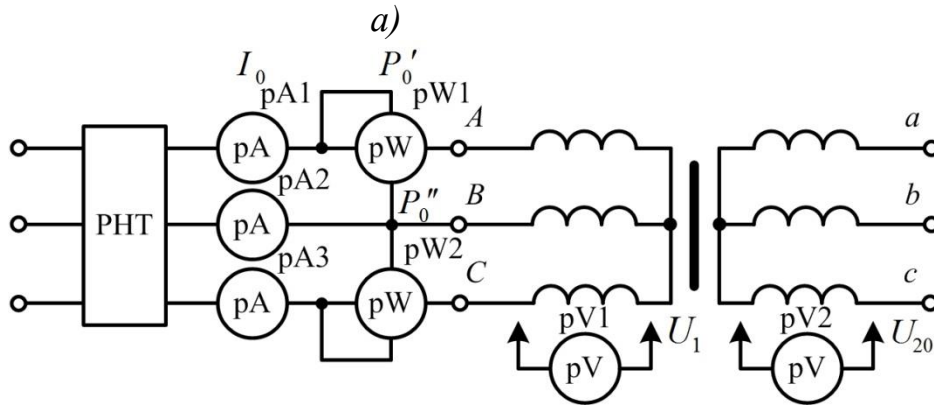 а)
I₀ P₀′
pA1 pW1 A a
pA pW
pA2
P₀″ B b
РНТ pA
pA3 pW2 C c
pA pW
pV1 U₁ pV2 U₂₀
pV pV